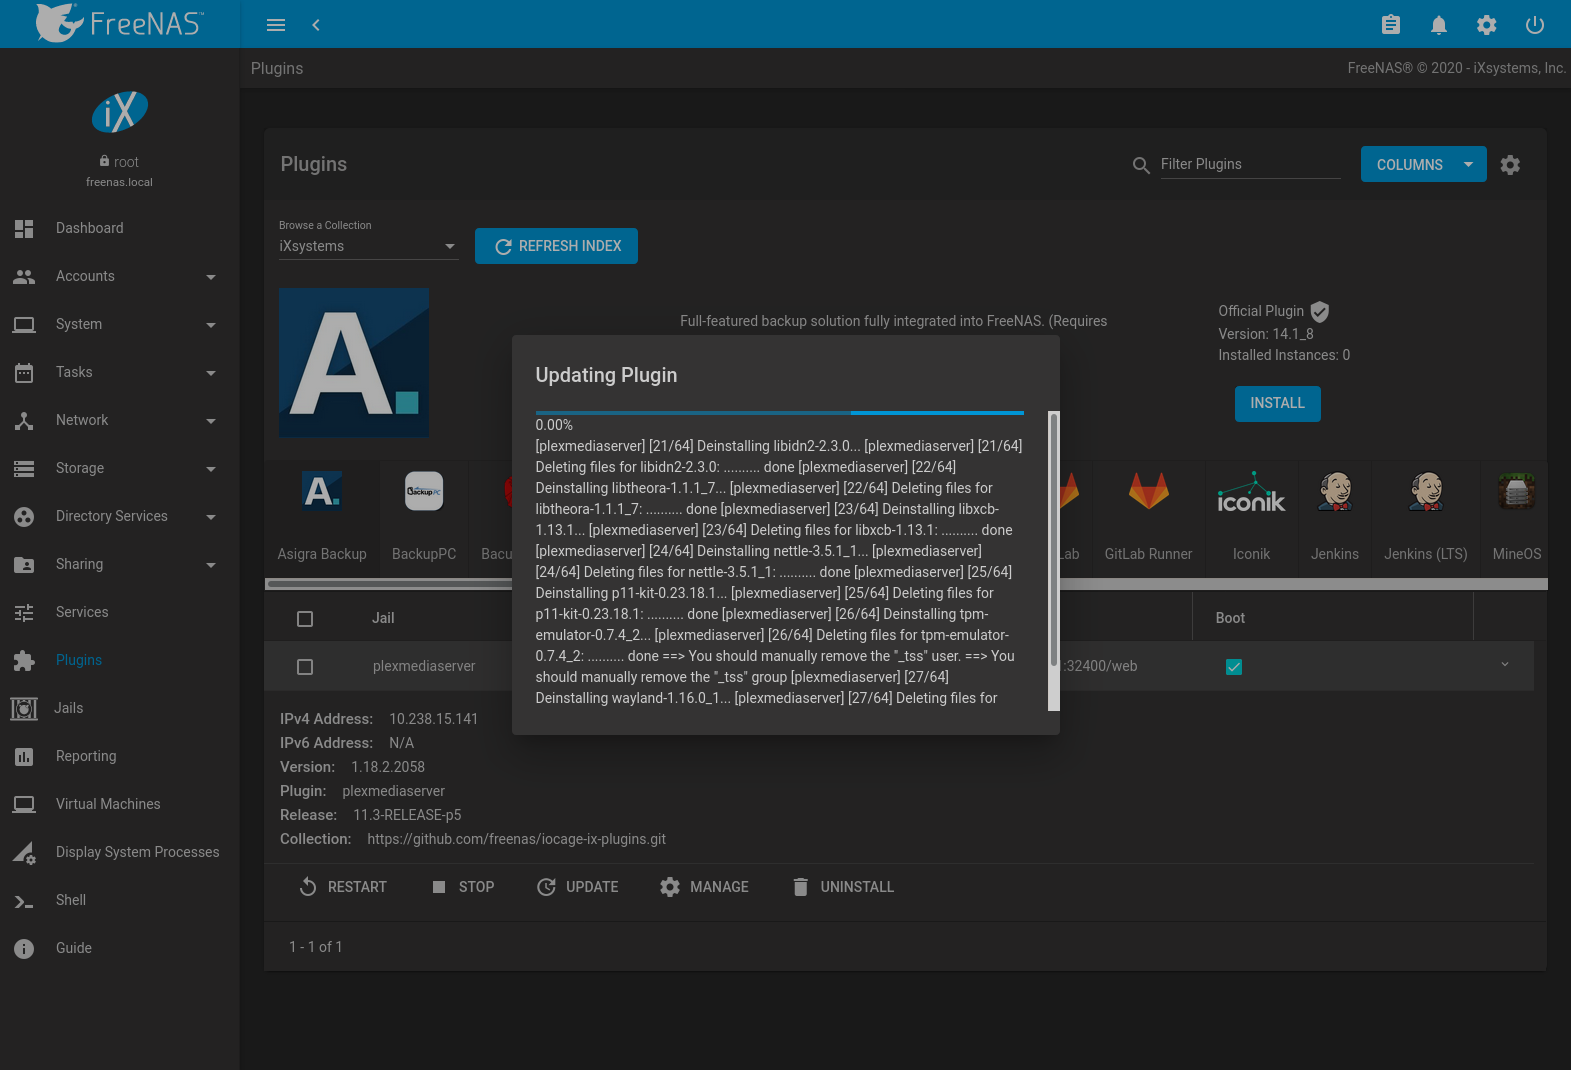 FreeNAS™
Plugins
FreeNAS® © 2020 - iXsystems, Inc.
iX
root
freenas.local
Dashboard
Accounts
System
Tasks
Network
Storage
Directory Services
Sharing
Services
Plugins
Jails
Reporting
Virtual Machines
Display System Processes
Shell
Guide
Plugins
Filter Plugins
COLUMNS
Browse a Collection
iXsystems
REFRESH INDEX
A.
Full-featured backup solution fully integrated into FreeNAS. (Requires
Official Plugin
Version: 14.1_8
Installed Instances: 0
INSTALL
Updating Plugin
0.00%
[plexmediaserver] [21/64] Deinstalling libidn2-2.3.0... [plexmediaserver] [21/64]
Deleting files for libidn2-2.3.0: .......... done [plexmediaserver] [22/64]
Deinstalling libtheora-1.1.1_7... [plexmediaserver] [22/64] Deleting files for
libtheora-1.1.1_7: .......... done [plexmediaserver] [23/64] Deinstalling libxcb-
1.13.1... [plexmediaserver] [23/64] Deleting files for libxcb-1.13.1: .......... done
[plexmediaserver] [24/64] Deinstalling nettle-3.5.1_1... [plexmediaserver]
[24/64] Deleting files for nettle-3.5.1_1: .......... done [plexmediaserver] [25/64]
Deinstalling p11-kit-0.23.18.1... [plexmediaserver] [25/64] Deleting files for
p11-kit-0.23.18.1: .......... done [plexmediaserver] [26/64] Deinstalling tpm-
emulator-0.7.4_2... [plexmediaserver] [26/64] Deleting files for tpm-emulator-
0.7.4_2: .......... done ==> You should manually remove the "_tss" user. ==> You
should manually remove the "_tss" group [plexmediaserver] [27/64]
Deinstalling wayland-1.16.0_1... [plexmediaserver] [27/64] Deleting files for
A.
BackupPC
iconik
Asigra Backup
BackupPC
Bacu
Lab
GitLab Runner
Iconik
Jenkins
Jenkins (LTS)
MineOS
Jail
Boot
plexmediaserver
:32400/web
IPv4 Address: 10.238.15.141
IPv6 Address: N/A
Version: 1.18.2.2058
Plugin: plexmediaserver
Release: 11.3-RELEASE-p5
Collection: https://github.com/freenas/iocage-ix-plugins.git
RESTART
STOP
UPDATE
MANAGE
UNINSTALL
1 - 1 of 1